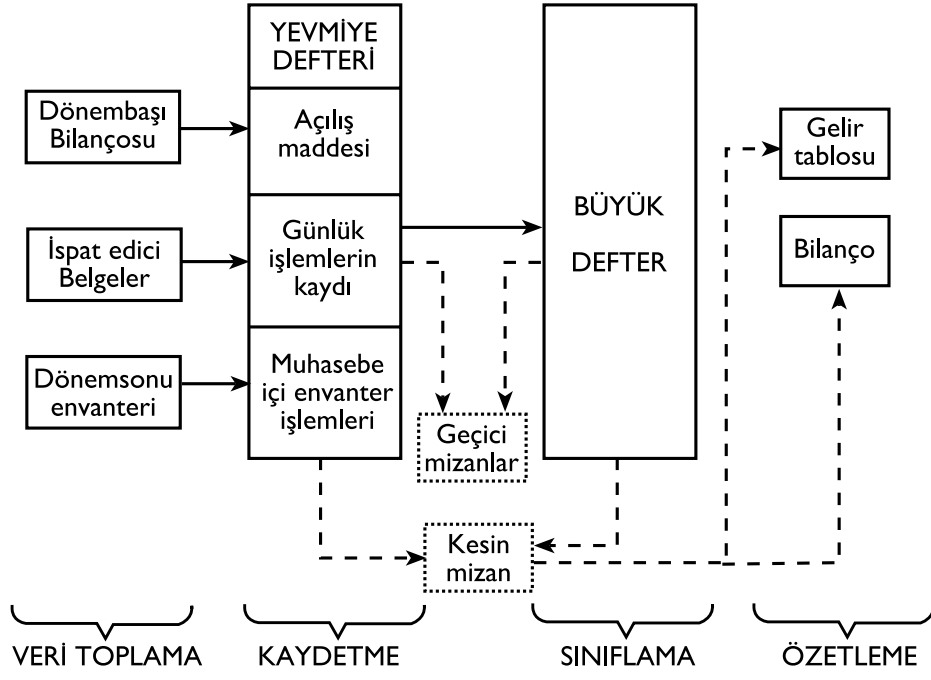 YEVMİYE
DEFTERİ
Dönembaşı
Bilançosu
Açılış
maddesi
İspat edici
Belgeler
Günlük
işlemlerin
kaydı
Dönemsonu
envanteri
Muhasebe
içi envanter
işlemleri
Geçici
mizanlar
Kesin
mizan
BÜYÜK
DEFTER
Gelir
tablosu
Bilanço
VERİ TOPLAMA
KAYDETME
SINIFLAMA
ÖZETLEME